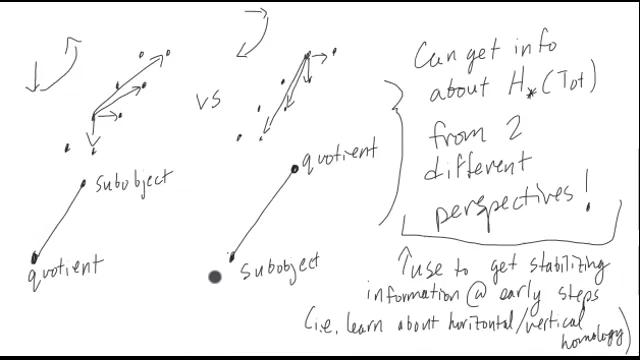 vs
subobject
quotient
quotient
subobject
Can get info
about H_*(Tot)
from 2
different
perspectives!
↑ use to get stabilizing
information @ early steps
(i.e. learn about horizontal/vertical
homology)